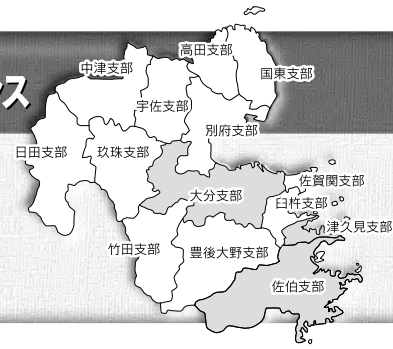 高田支部
中津支部
国東支部
ンス
宇佐支部
別府支部
日田支部
玖珠支部
佐賀関支部
大分支部
臼杵支部
津久見支部
竹田支部
豊後大野支部
佐伯支部